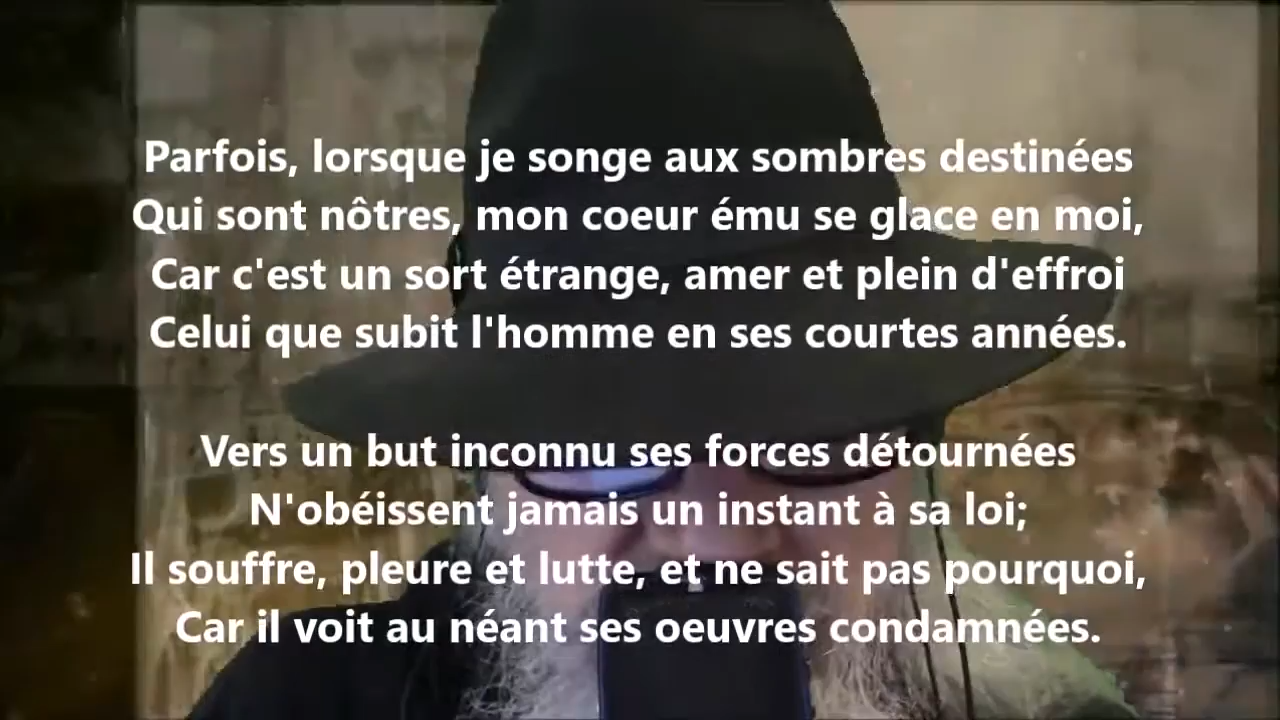 Parfois, lorsque je songe aux sombres destinées
Qui sont nôtres, mon coeur ému se glace en moi,
Car c'est un sort étrange, amer et plein d'effroi
Celui que subit l'homme en ses courtes années.
Vers un but inconnu ses forces détournées
N'obéissent jamais un instant à sa loi;
Il souffre, pleure et lutte, et ne sait pas pourquoi,
Car il voit au néant ses oeuvres condamnées.